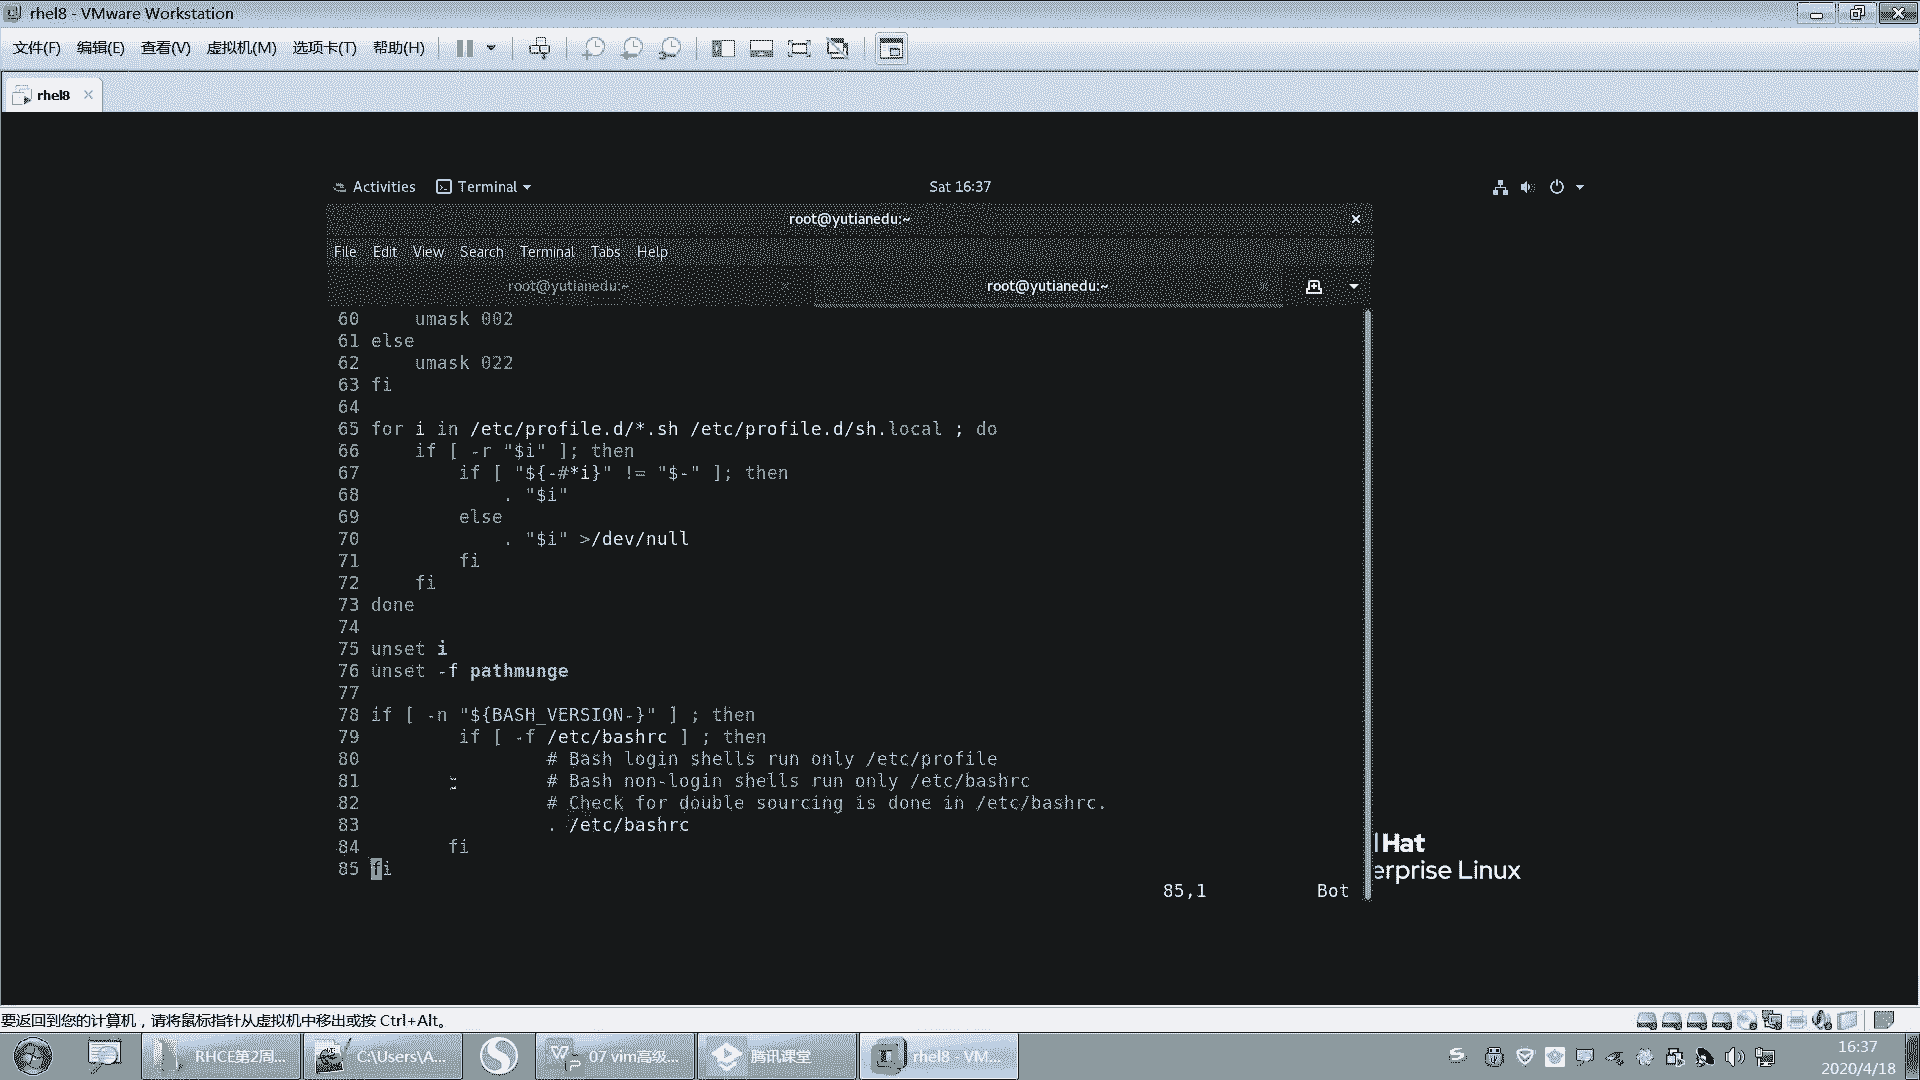 rhel8 - VMware Workstation
文件(F) 编辑(E) 查看(V) 虚拟机(M) 选项卡(T) 帮助(H)
rhel8
Activities Terminal Sat 16:37
root@yutianedu:~
File Edit View Search Terminal Tabs Help
root@yutianedu:~ root@yutianedu:~
60     umask 002
61 else
62     umask 022
63 fi
64
65 for i in /etc/profile.d/*.sh /etc/profile.d/sh.local ; do
66     if [ -r "$i" ]; then
67         if [ "${-#*i}" != "$-" ]; then
68             . "$i"
69         else
70             . "$i" >/dev/null
71         fi
72     fi
73 done
74
75 unset i
76 unset -f pathmunge
77
78 if [ -n "${BASH_VERSION-}" ] ; then
79         if [ -f /etc/bashrc ] ; then
80                 # Bash login shells run only /etc/profile
81                 # Bash non-login shells run only /etc/bashrc
82                 # Check for double sourcing is done in /etc/bashrc.
83                 . /etc/bashrc
84        fi
85 fi
85,1 Bot
Hat
erprise Linux
要返回到您的计算机，请将鼠标指针从虚拟机中移出或按 Ctrl+Alt。
RHCE第2周... C:\Users\A... 07 vim高级... 腾讯课堂 rhel8 - VM...
16:37
2020/4/18